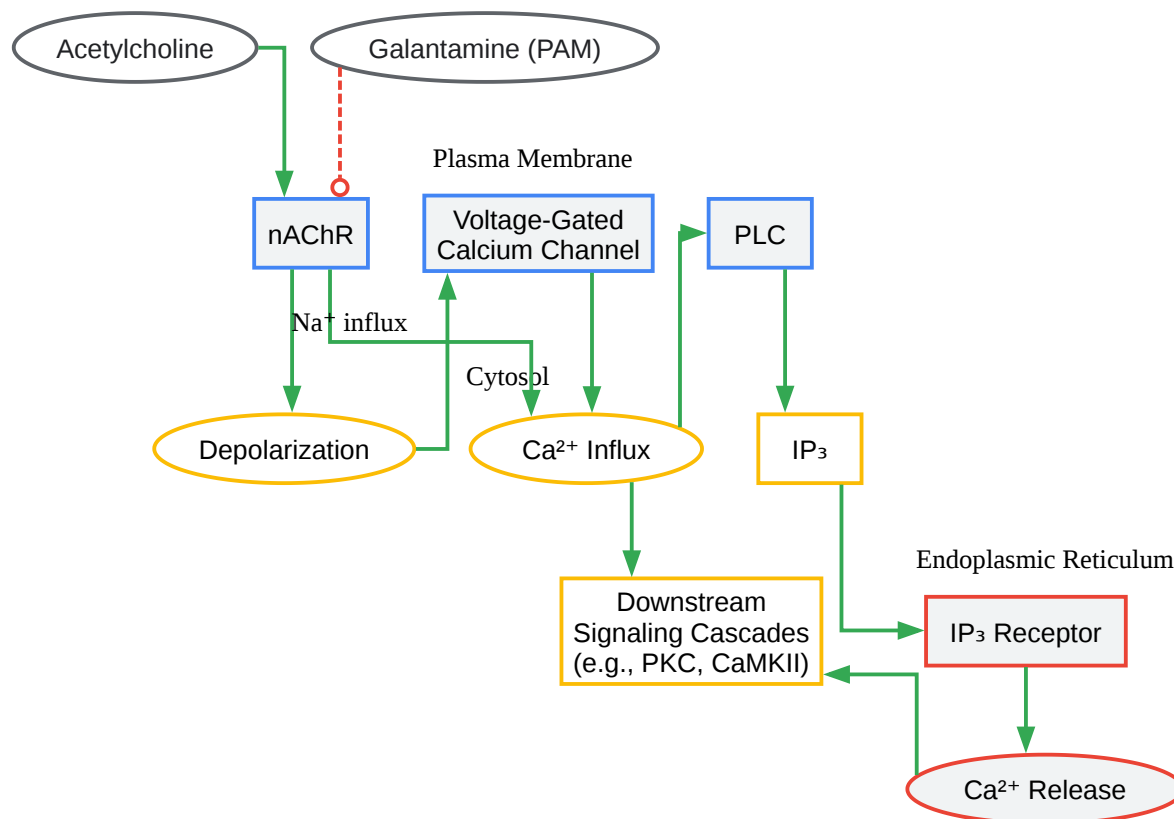 Acetylcholine
Galantamine (PAM)
Plasma Membrane
nAChR
Voltage-Gated
Calcium Channel
PLC
Na⁺ influx
Cytosol
Depolarization
Ca²⁺ Influx
IP₃
Endoplasmic Reticulum
Downstream
Signaling Cascades
(e.g., PKC, CaMKII)
IP₃ Receptor
Ca²⁺ Release